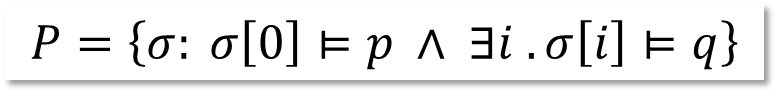 P = {σ: σ[0] ⊨ p ∧ ∃i . σ[i] ⊨ q}